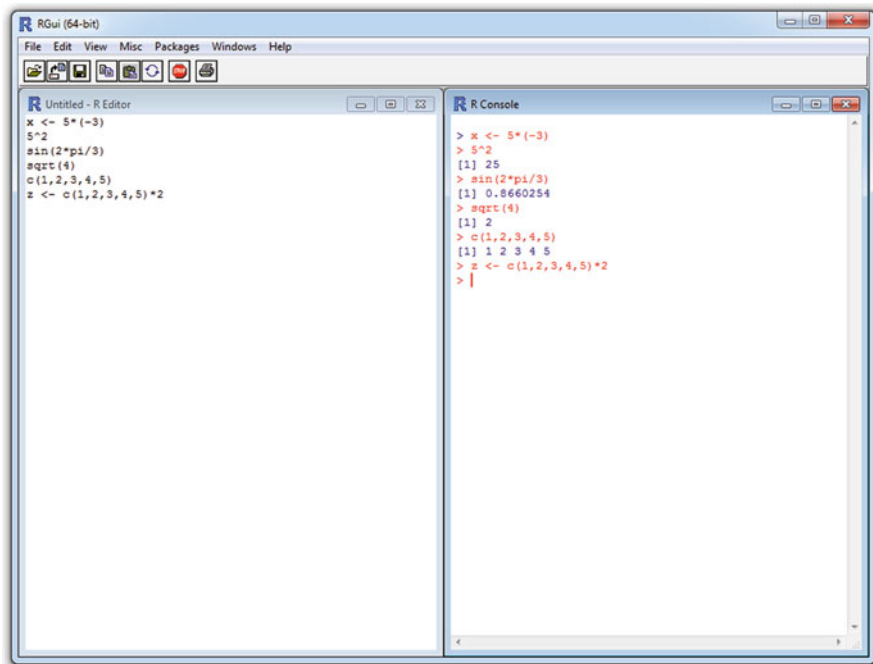 RGui (64-bit)
File Edit View Misc Packages Windows Help
STOP
Untitled - R Editor
x <- 5*(-3)
5^2
sin(2*pi/3)
sqrt(4)
c(1,2,3,4,5)
z <- c(1,2,3,4,5)*2
R Console
> x <- 5*(-3)
> 5^2
[1] 25
> sin(2*pi/3)
[1] 0.8660254
> sqrt(4)
[1] 2
> c(1,2,3,4,5)
[1] 1 2 3 4 5
> z <- c(1,2,3,4,5)*2
>